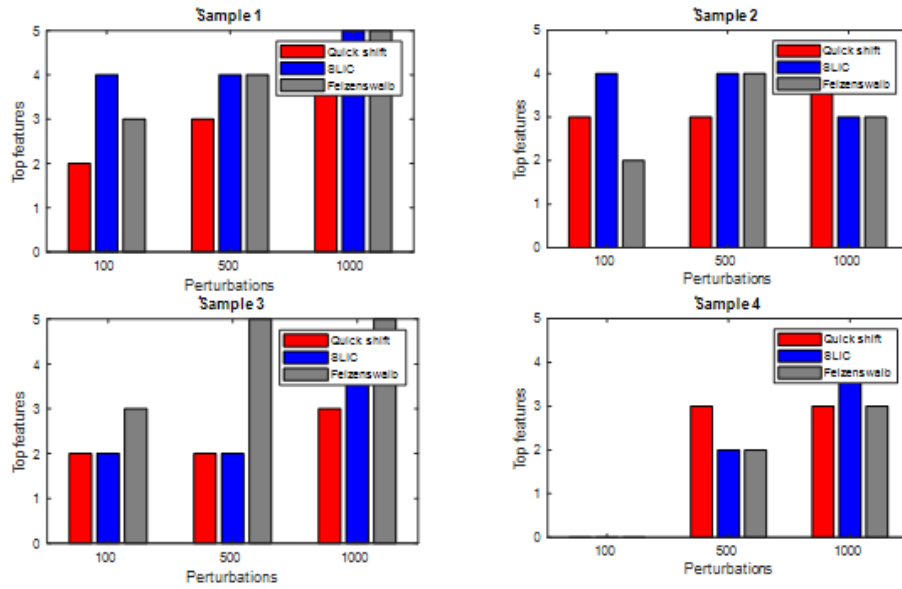 Sample 1
5
4
3
2
1
0
Top features
Quick shift
SLIC
Felzenswalb
100 500 1000
Perturbations
Sample 2
5
4
3
2
1
0
Top features
Quick shift
SLIC
Felzenswalb
100 500 1000
Perturbations
Sample 3
5
4
3
2
1
0
Top features
Quick shift
SLIC
Felzenswalb
100 500 1000
Perturbations
Sample 4
5
4
3
2
1
0
Top features
Quick shift
SLIC
Felzenswalb
100 500 1000
Perturbations